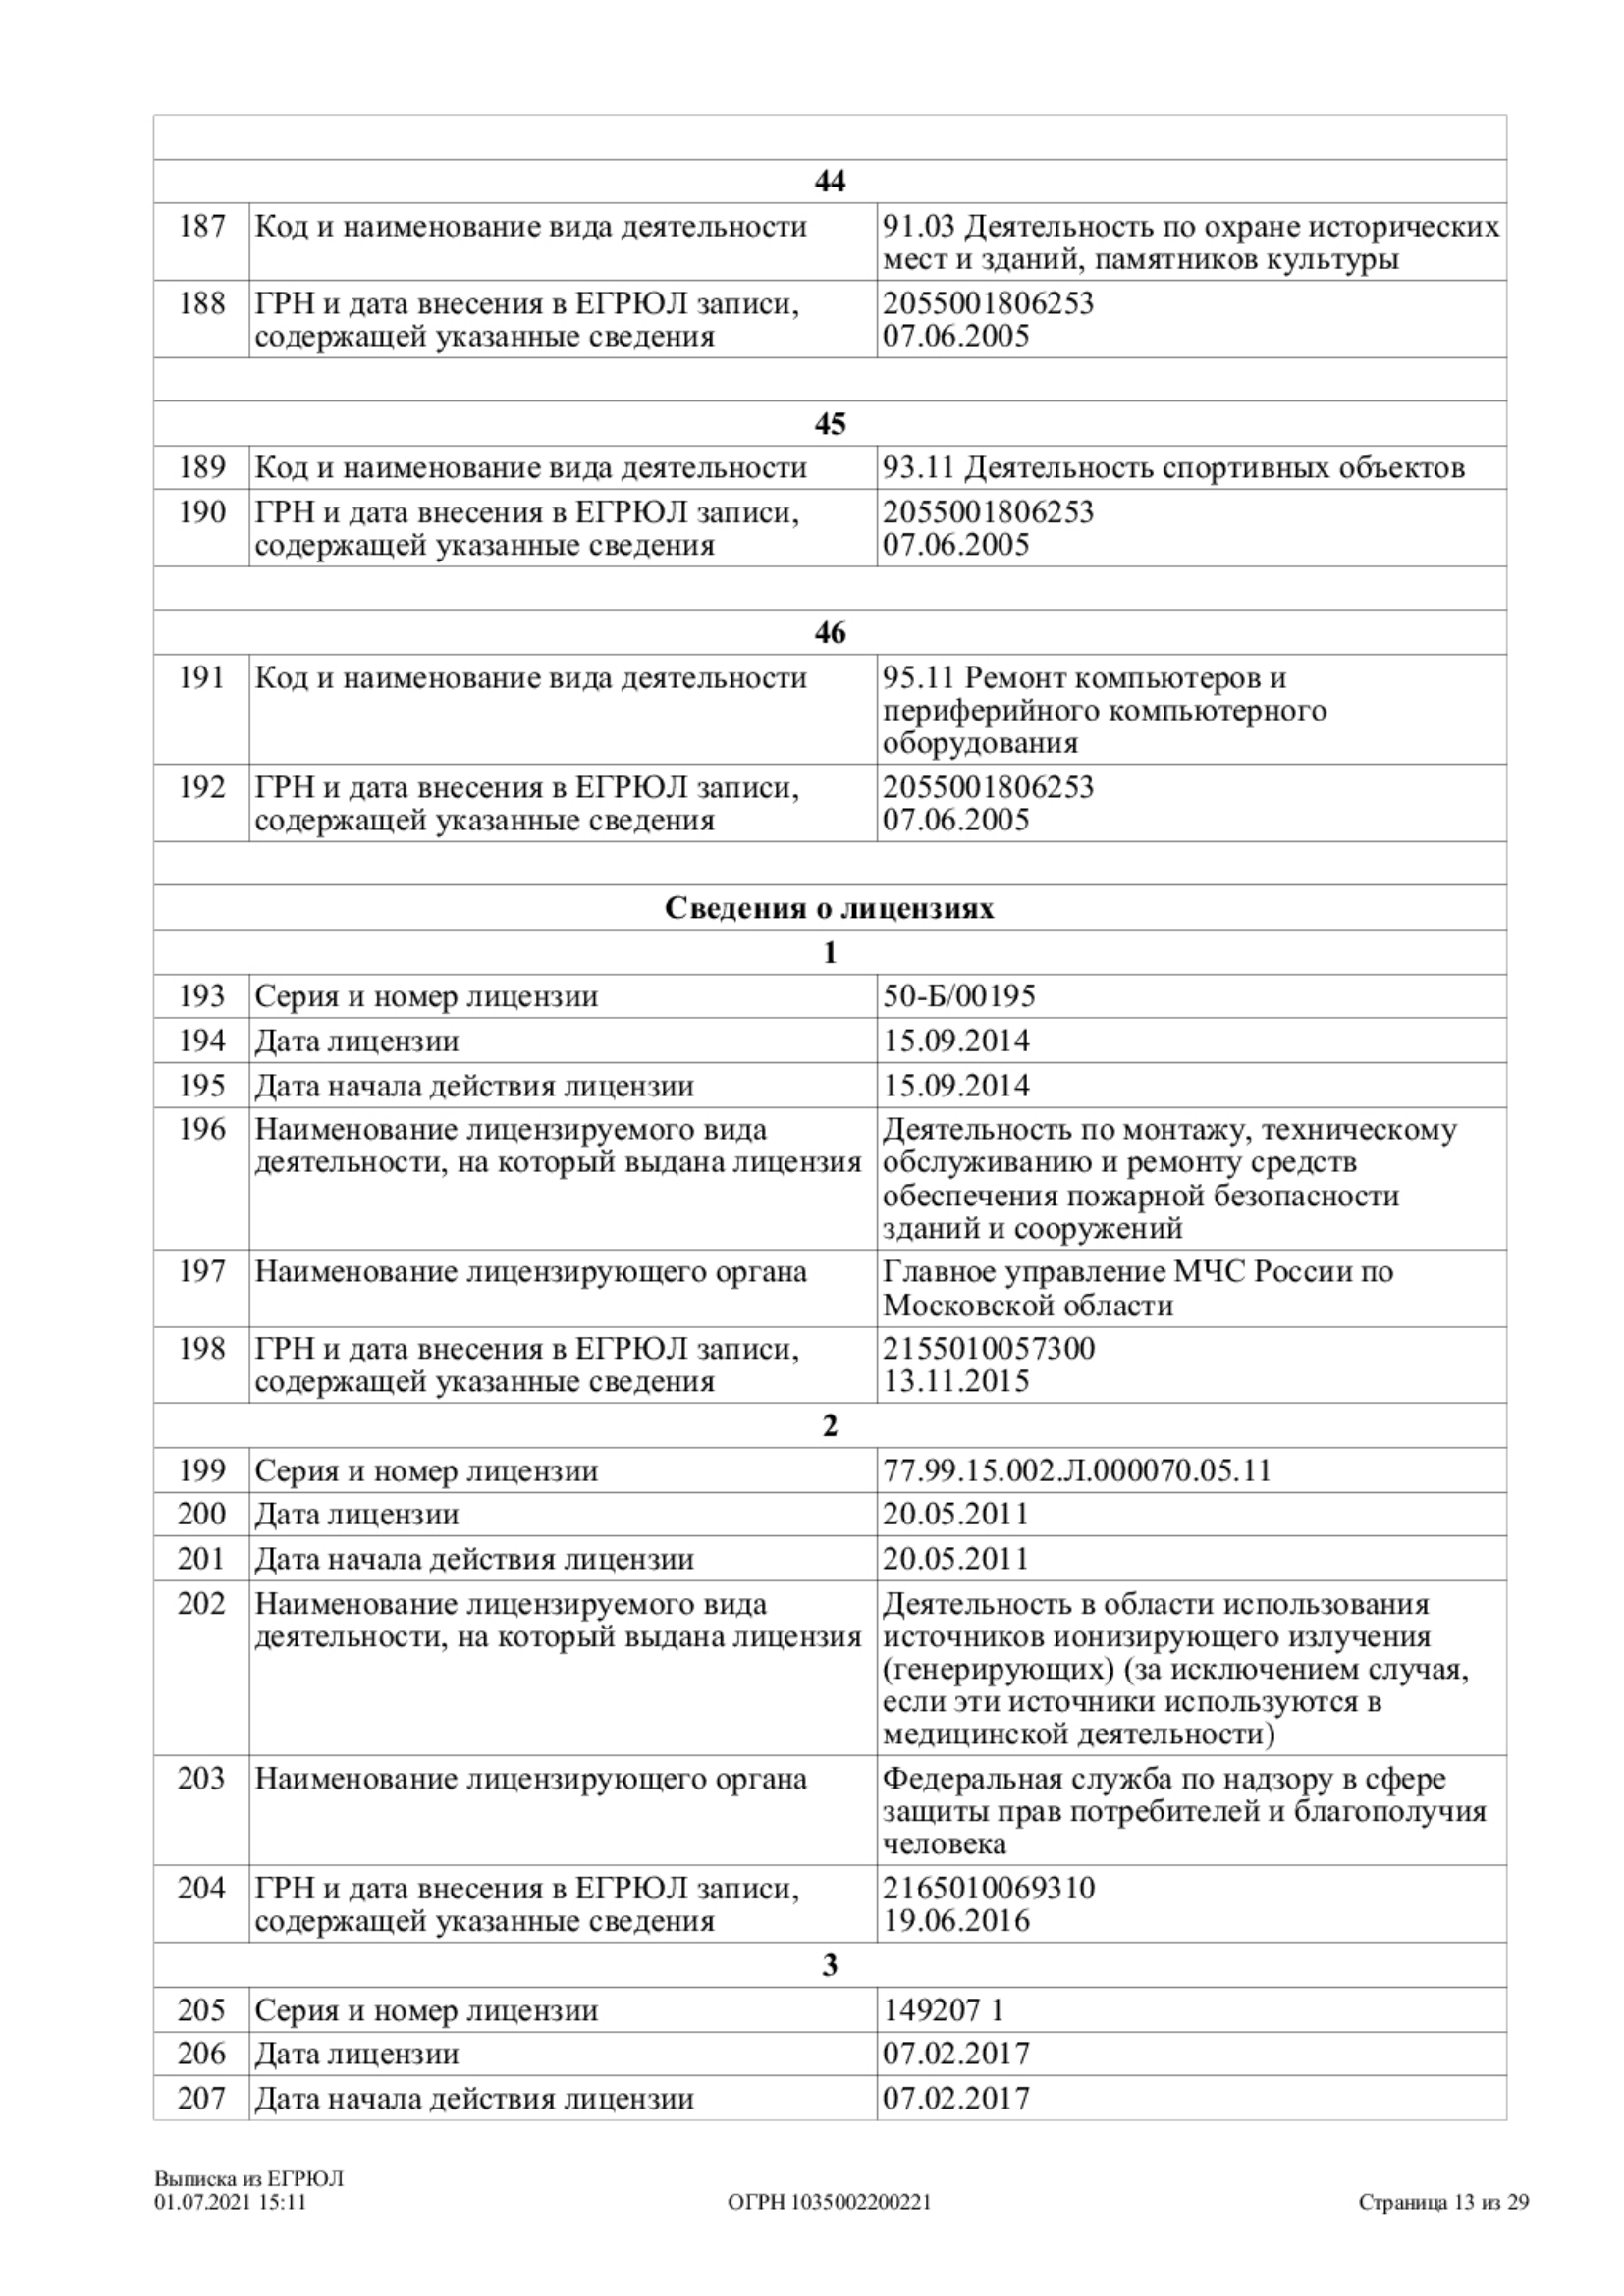 44
187 Код и наименование вида деятельности 91.03 Деятельность по охране исторических
мест и зданий, памятников культуры
188 ГРН и дата внесения в ЕГРЮЛ записи, 2055001806253
содержащей указанные сведения 07.06.2005
45
189 Код и наименование вида деятельности 93.11 Деятельность спортивных объектов
190 ГРН и дата внесения в ЕГРЮЛ записи, 2055001806253
содержащей указанные сведения 07.06.2005
46
191 Код и наименование вида деятельности 95.11 Ремонт компьютеров и
периферийного компьютерного
оборудования
192 ГРН и дата внесения в ЕГРЮЛ записи, 2055001806253
содержащей указанные сведения 07.06.2005
Сведения о лицензиях
1
193 Серия и номер лицензии 50-Б/00195
194 Дата лицензии 15.09.2014
195 Дата начала действия лицензии 15.09.2014
196 Наименование лицензируемого вида Деятельность по монтажу, техническому
деятельности, на который выдана лицензия обслуживанию и ремонту средств
обеспечения пожарной безопасности
зданий и сооружений
197 Наименование лицензирующего органа Главное управление МЧС России по
Московской области
198 ГРН и дата внесения в ЕГРЮЛ записи, 2155010057300
содержащей указанные сведения 13.11.2015
2
199 Серия и номер лицензии 77.99.15.002.Л.000070.05.11
200 Дата лицензии 20.05.2011
201 Дата начала действия лицензии 20.05.2011
202 Наименование лицензируемого вида Деятельность в области использования
деятельности, на который выдана лицензия источников ионизирующего излучения
(генерирующих) (за исключением случая,
если эти источники используются в
медицинской деятельности)
203 Наименование лицензирующего органа Федеральная служба по надзору в сфере
защиты прав потребителей и благополучия
человека
204 ГРН и дата внесения в ЕГРЮЛ записи, 2165010069310
содержащей указанные сведения 19.06.2016
3
205 Серия и номер лицензии 149207 1
206 Дата лицензии 07.02.2017
207 Дата начала действия лицензии 07.02.2017
Выписка из ЕГРЮЛ
01.07.2021 15:11 ОГРН 1035002200221 Страница 13 из 29